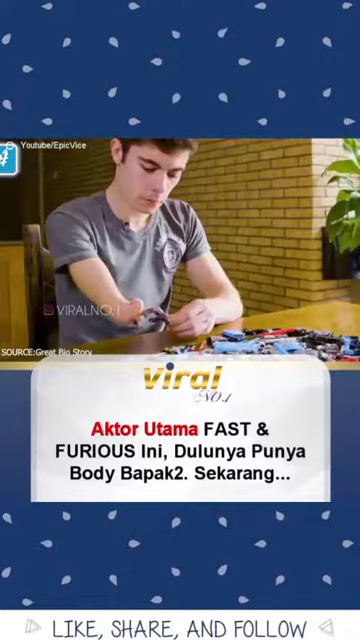 Youtube/EpicVice
#
VIRALNO.1
SOURCE:Great Big Story
Viral
NO.1
Aktor Utama FAST &
FURIOUS Ini, Dulunya Punya
Body Bapak2. Sekarang...
LIKE, SHARE, AND FOLLOW